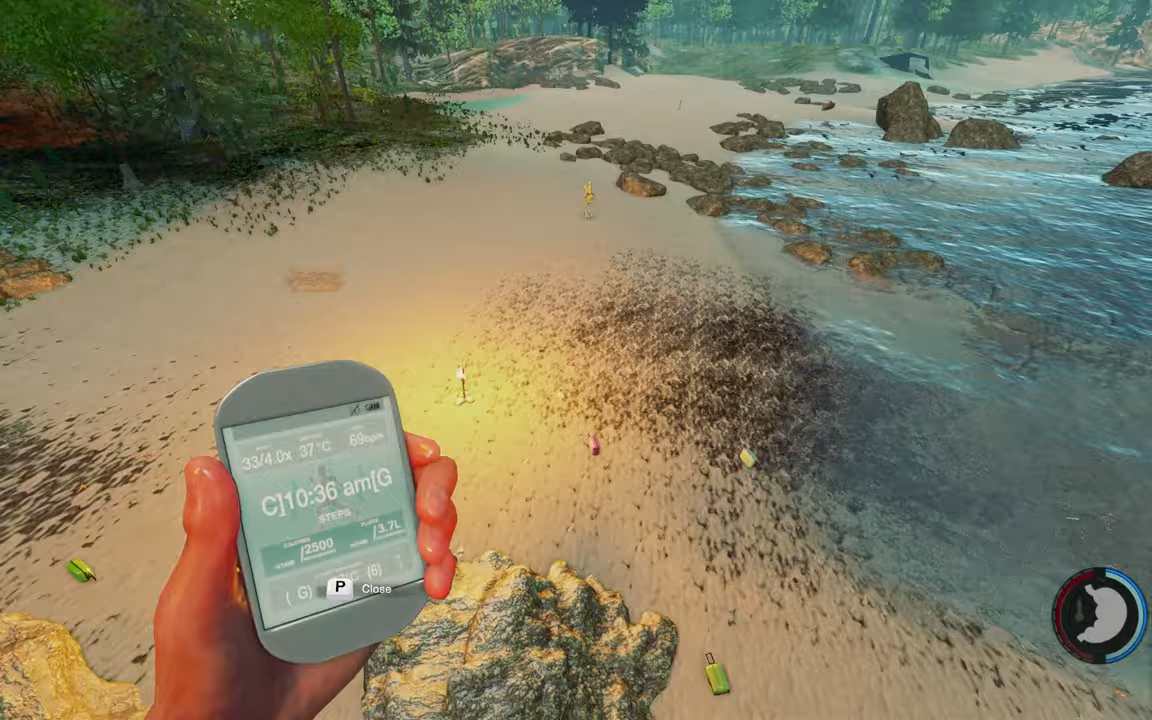 33/4.0x 37°C 69bpm
C]10:36 am[G
STEPS
/2500 /3.7L
( G) (6) )
P Close